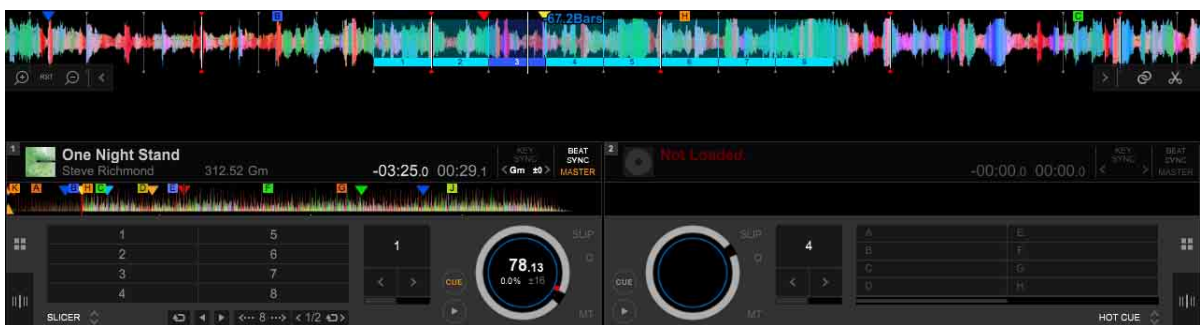 G -67.2Bars H C
1 2 3 4 5 6 7 8
RST
1 One Night Stand
Steve Richmond 312.52 Gm -03:25.0 00:29.1
KEY SYNC
< Gm ±0 >
BEAT SYNC
MASTER
2 Not Loaded.
-00:00.0 00:00.0
KEY SYNC
BEAT SYNC
MASTER
K A B H C D E F G J
1 5
2 6
3 7
4 8
1
SLICER
8
1/2
CUE
78.13
0.0% ±16
SLIP
Q
MT
CUE
SLIP
Q
MT
4
A E
B F
C G
D H
HOT CUE